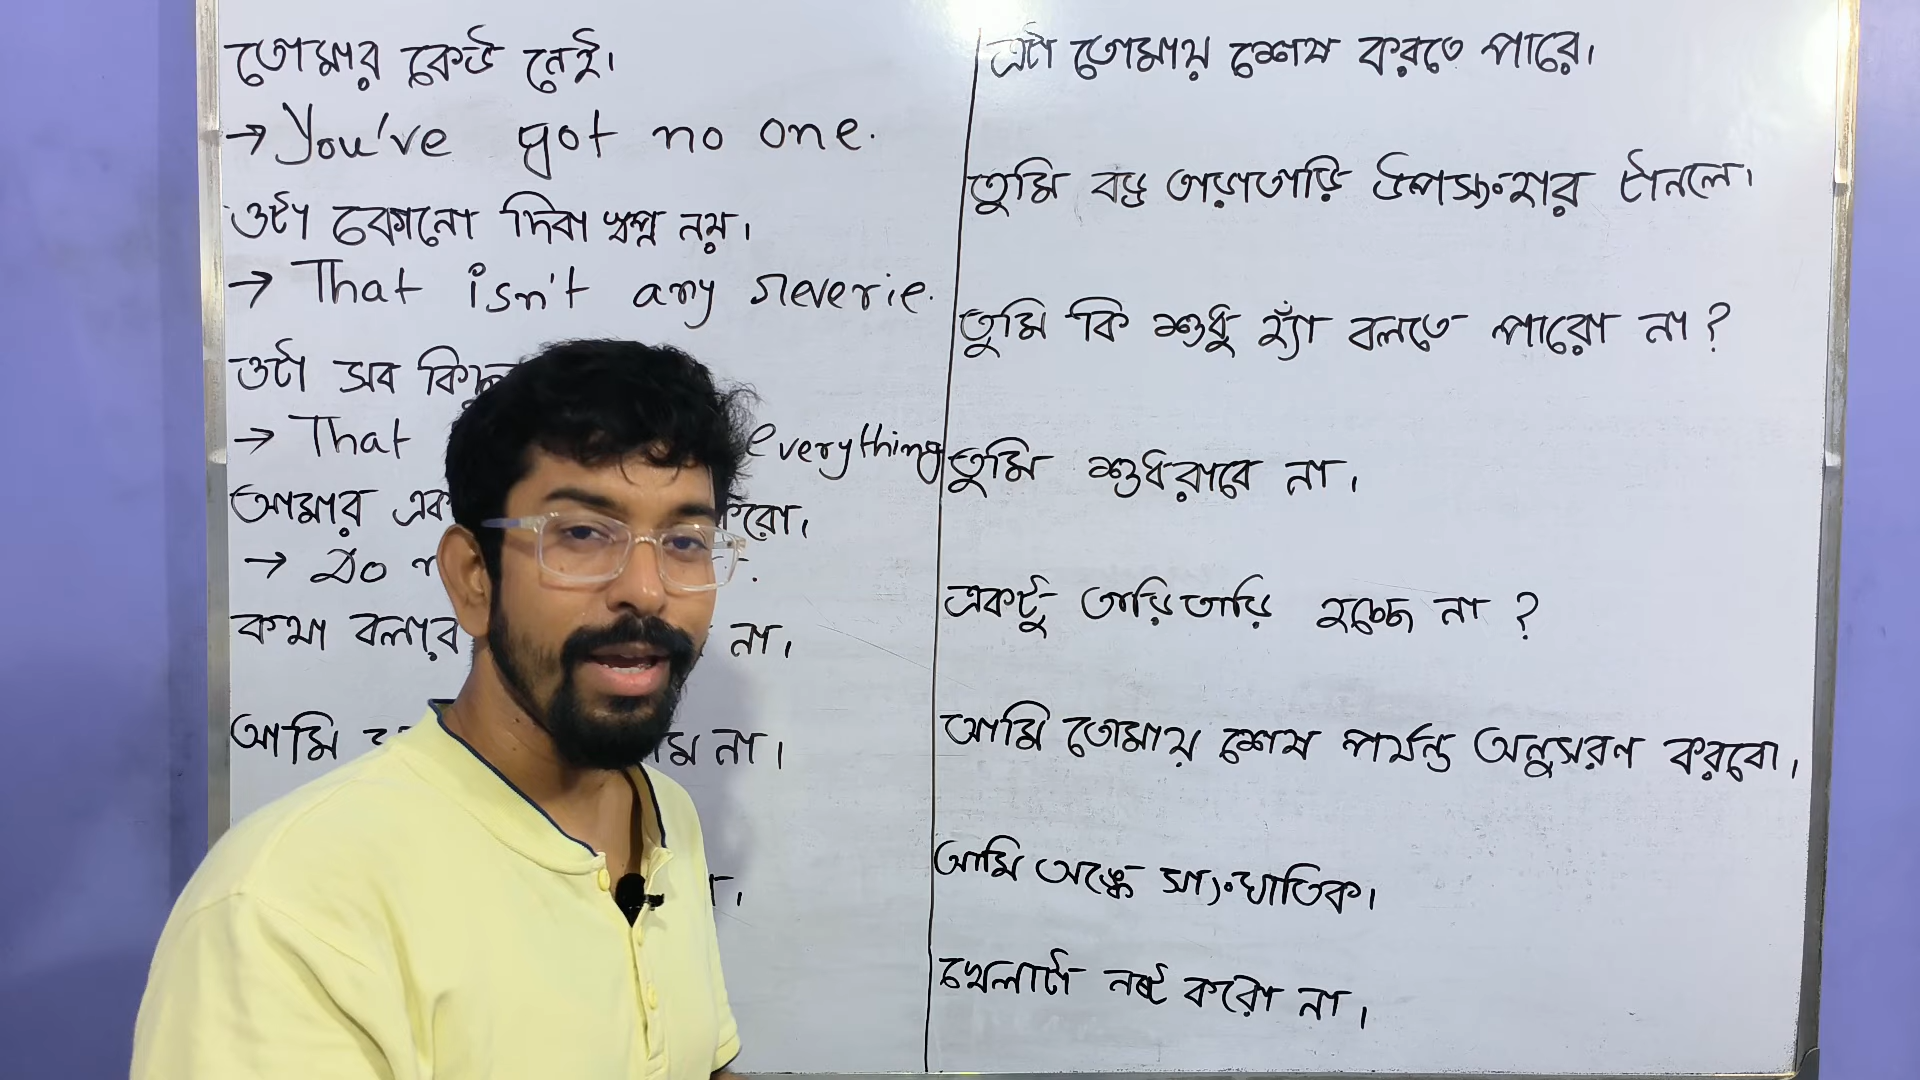 তোমার কেউ নেই।
→ You've got no one.
ওটা কোনো দিবা স্বপ্ন নয়।
→ That isn't any reverie.
ওটা সব
→ That everything
আমার করো।
→ Do
কথা বলার না।
আমি না।
এটা তোমায় শেষ করতে পারে।
তুমি বড্ড তাড়াতাড়ি উপসংহার টানলে।
তুমি কি শুধু হ্যাঁ বলতে পারো না?
তুমি শুধরাবে না।
একটু তাড়িতাড়ি হচ্ছে না?
আমি তোমায় শেষ পর্যন্ত অনুসরণ করবো।
আমি অঙ্কে সাংঘাতিক।
খেলাটা নষ্ট করো না।